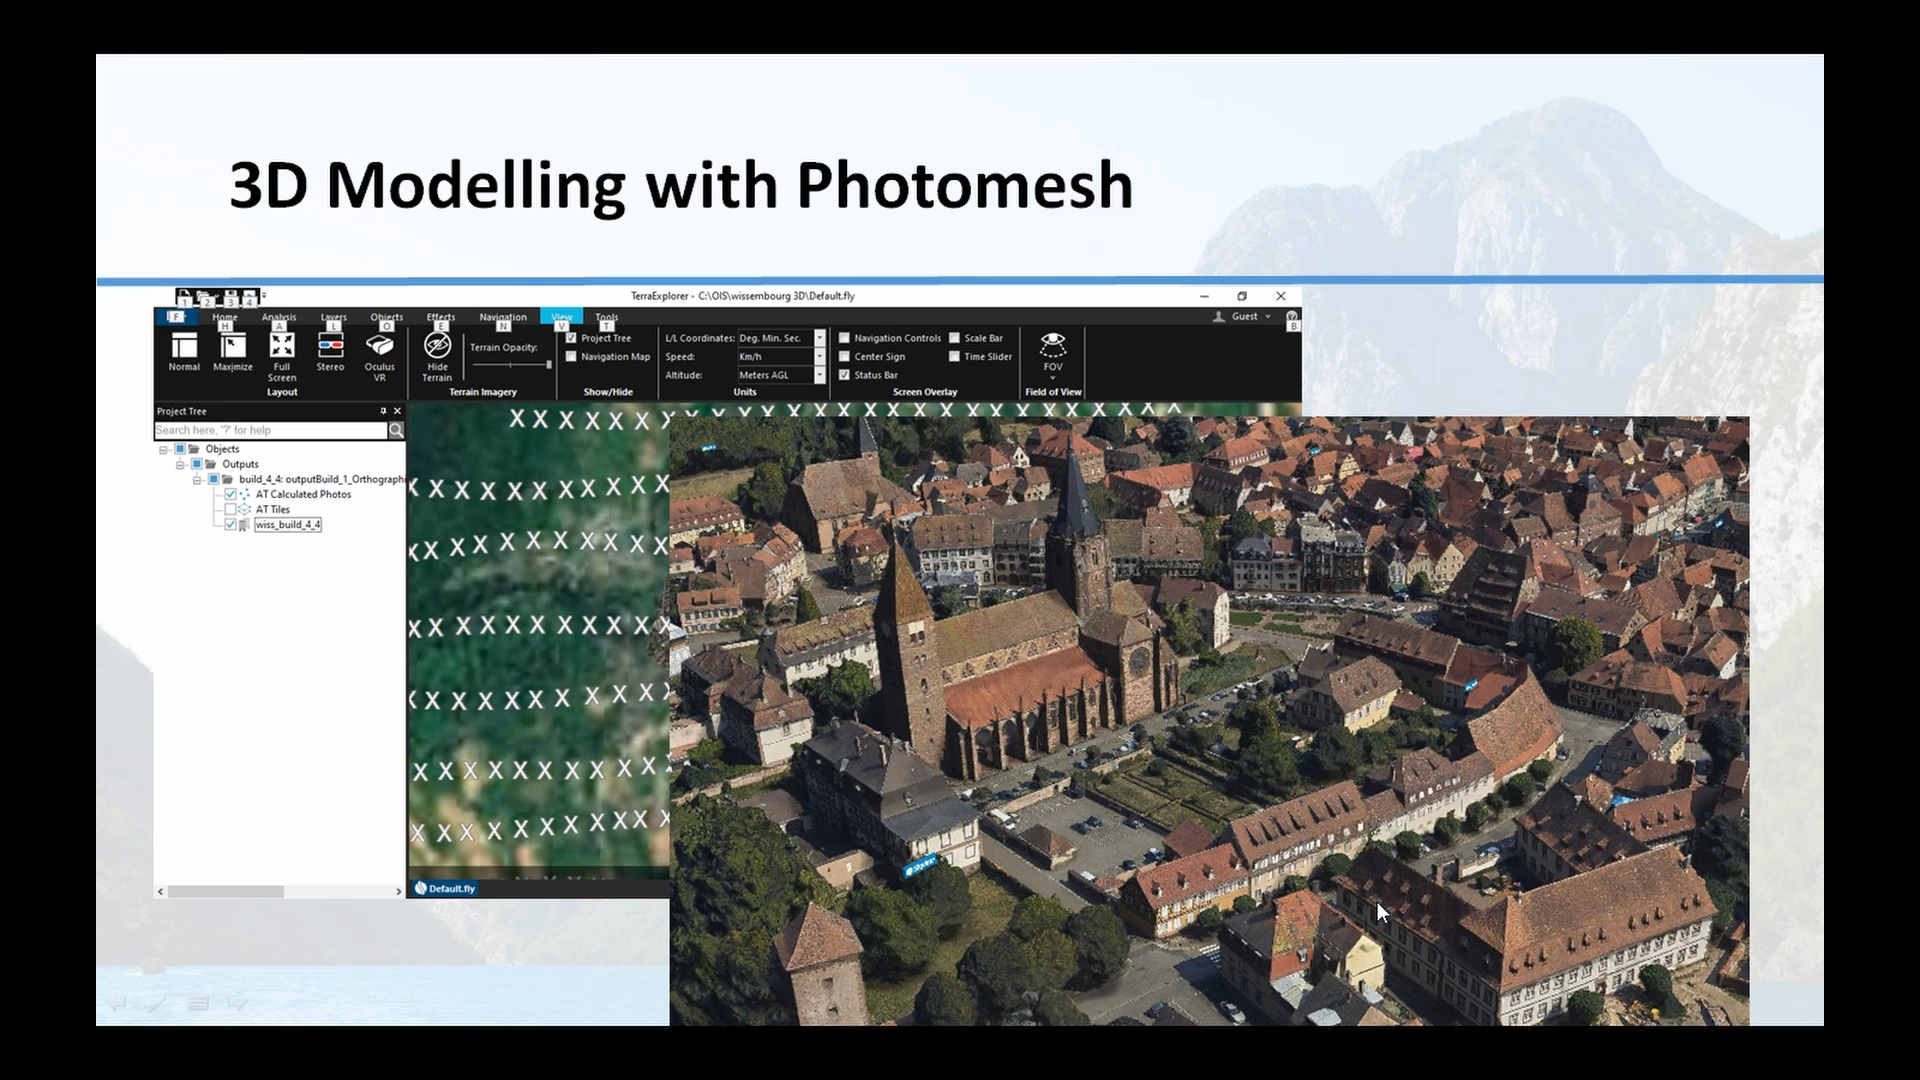 3D Modelling with Photomesh
1 2 3 4
TerraExplorer - C:\OIS\wissembourg 3D\Default.fly
Home Analysis Layers Objects Effects Navigation View Tools
Guest
F H A L O E N V T B
Normal Maximize Full Screen Stereo Oculus VR
Layout
Hide Terrain Terrain Opacity:
Terrain Imagery
Project Tree
Navigation Map
Show/Hide
L/L Coordinates: Deg. Min. Sec.
Speed: Km/h
Altitude: Meters AGL
Units
Navigation Controls Scale Bar
Center Sign Time Slider
Status Bar
Screen Overlay
FOV
Field of View
Project Tree
Search here, '?' for help
Objects
Outputs
build_4_4: outputBuild_1_Orthographi
AT Calculated Photos
AT Tiles
wiss_build_4_4
X X X X X X X X X X X X X X X X X X X X X X X X X
X X X X X X X X X X X
X X X X X X X X X X X
X X X X X X X X X X X
X X X X X X X X X X X
X X X X X X X X X X
X X X X X X X X X X X
Default.fly